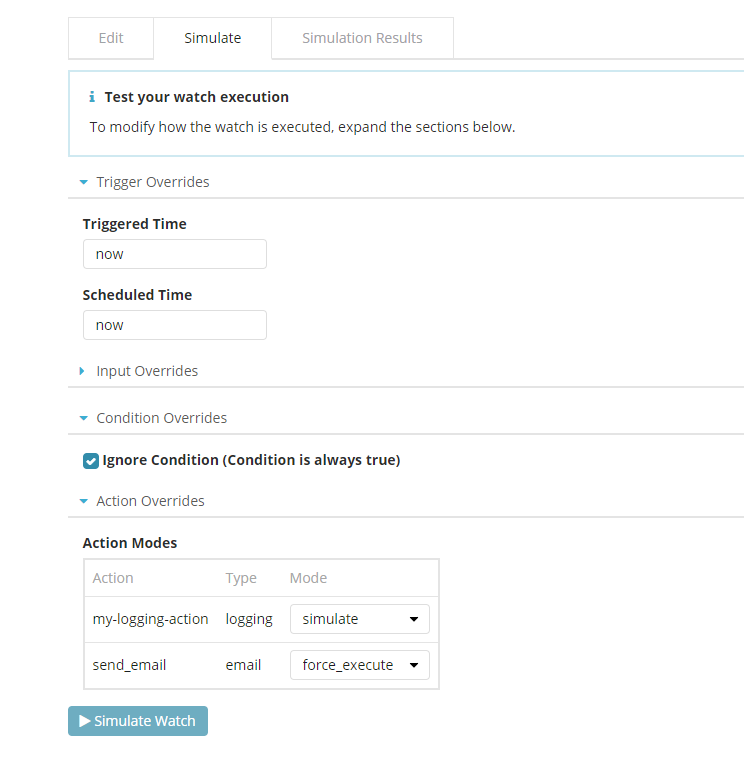 Edit Simulate Simulation Results
Test your watch execution
To modify how the watch is executed, expand the sections below.
Trigger Overrides
Triggered Time
now
Scheduled Time
now
Input Overrides
Condition Overrides
Ignore Condition (Condition is always true)
Action Overrides
Action Modes
Action Type Mode
my-logging-action logging simulate
send_email email force_execute
Simulate Watch